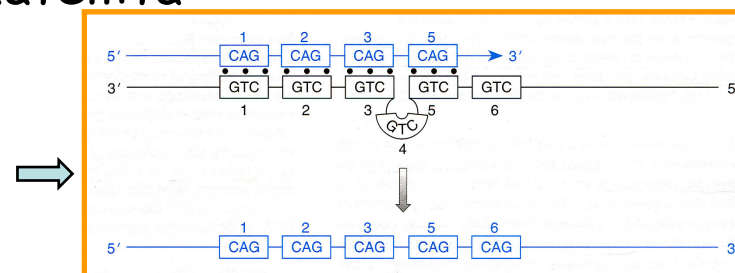 1 2 3 5
5′ CAG CAG CAG CAG 3′
3′ GTC GTC GTC GTC GTC 5
1 2 3 5 6
GTC
4
1 2 3 5 6
5′ CAG CAG CAG CAG CAG 3